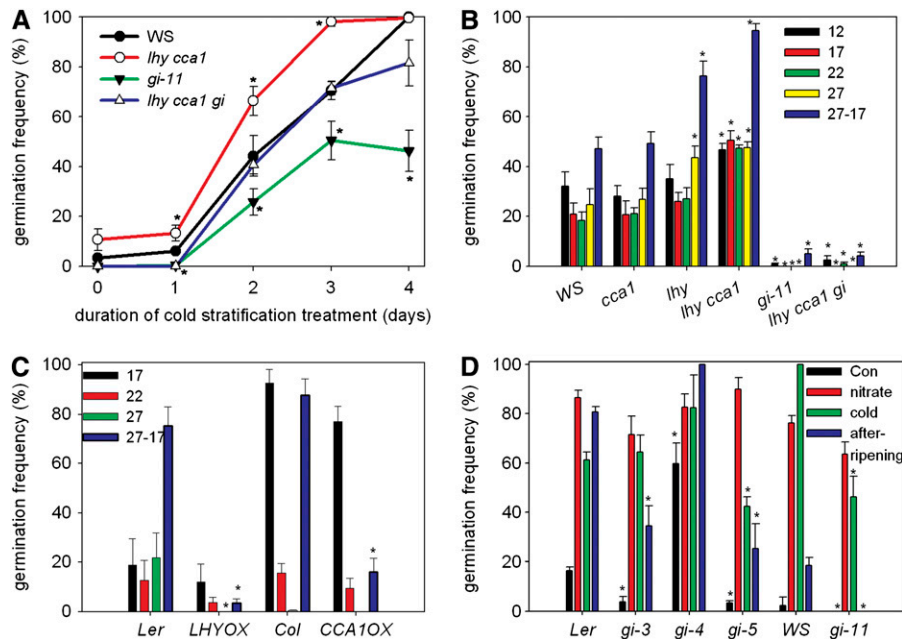 A
germination frequency (%)
100
80
60
40
20
0
WS
lhy cca1
gi-11
lhy cca1 gi
*
*
*
*
*
*
*
0 1 2 3 4
duration of cold stratification treatment (days)
B
germination frequency (%)
100
80
60
40
20
0
12
17
22
27
27-17
* * * * * * * *
* * * * * * * * * *
WS cca1 lhy lhy cca1 gi-11 lhy cca1 gi
C
germination frequency (%)
100
80
60
40
20
0
17
22
27
27-17
* * *
Ler LHYOX Col CCA1OX
D
germination frequency (%)
100
80
60
40
20
0
Con
nitrate
cold
after-
ripening
* * * * * * * * *
Ler gi-3 gi-4 gi-5 WS gi-11